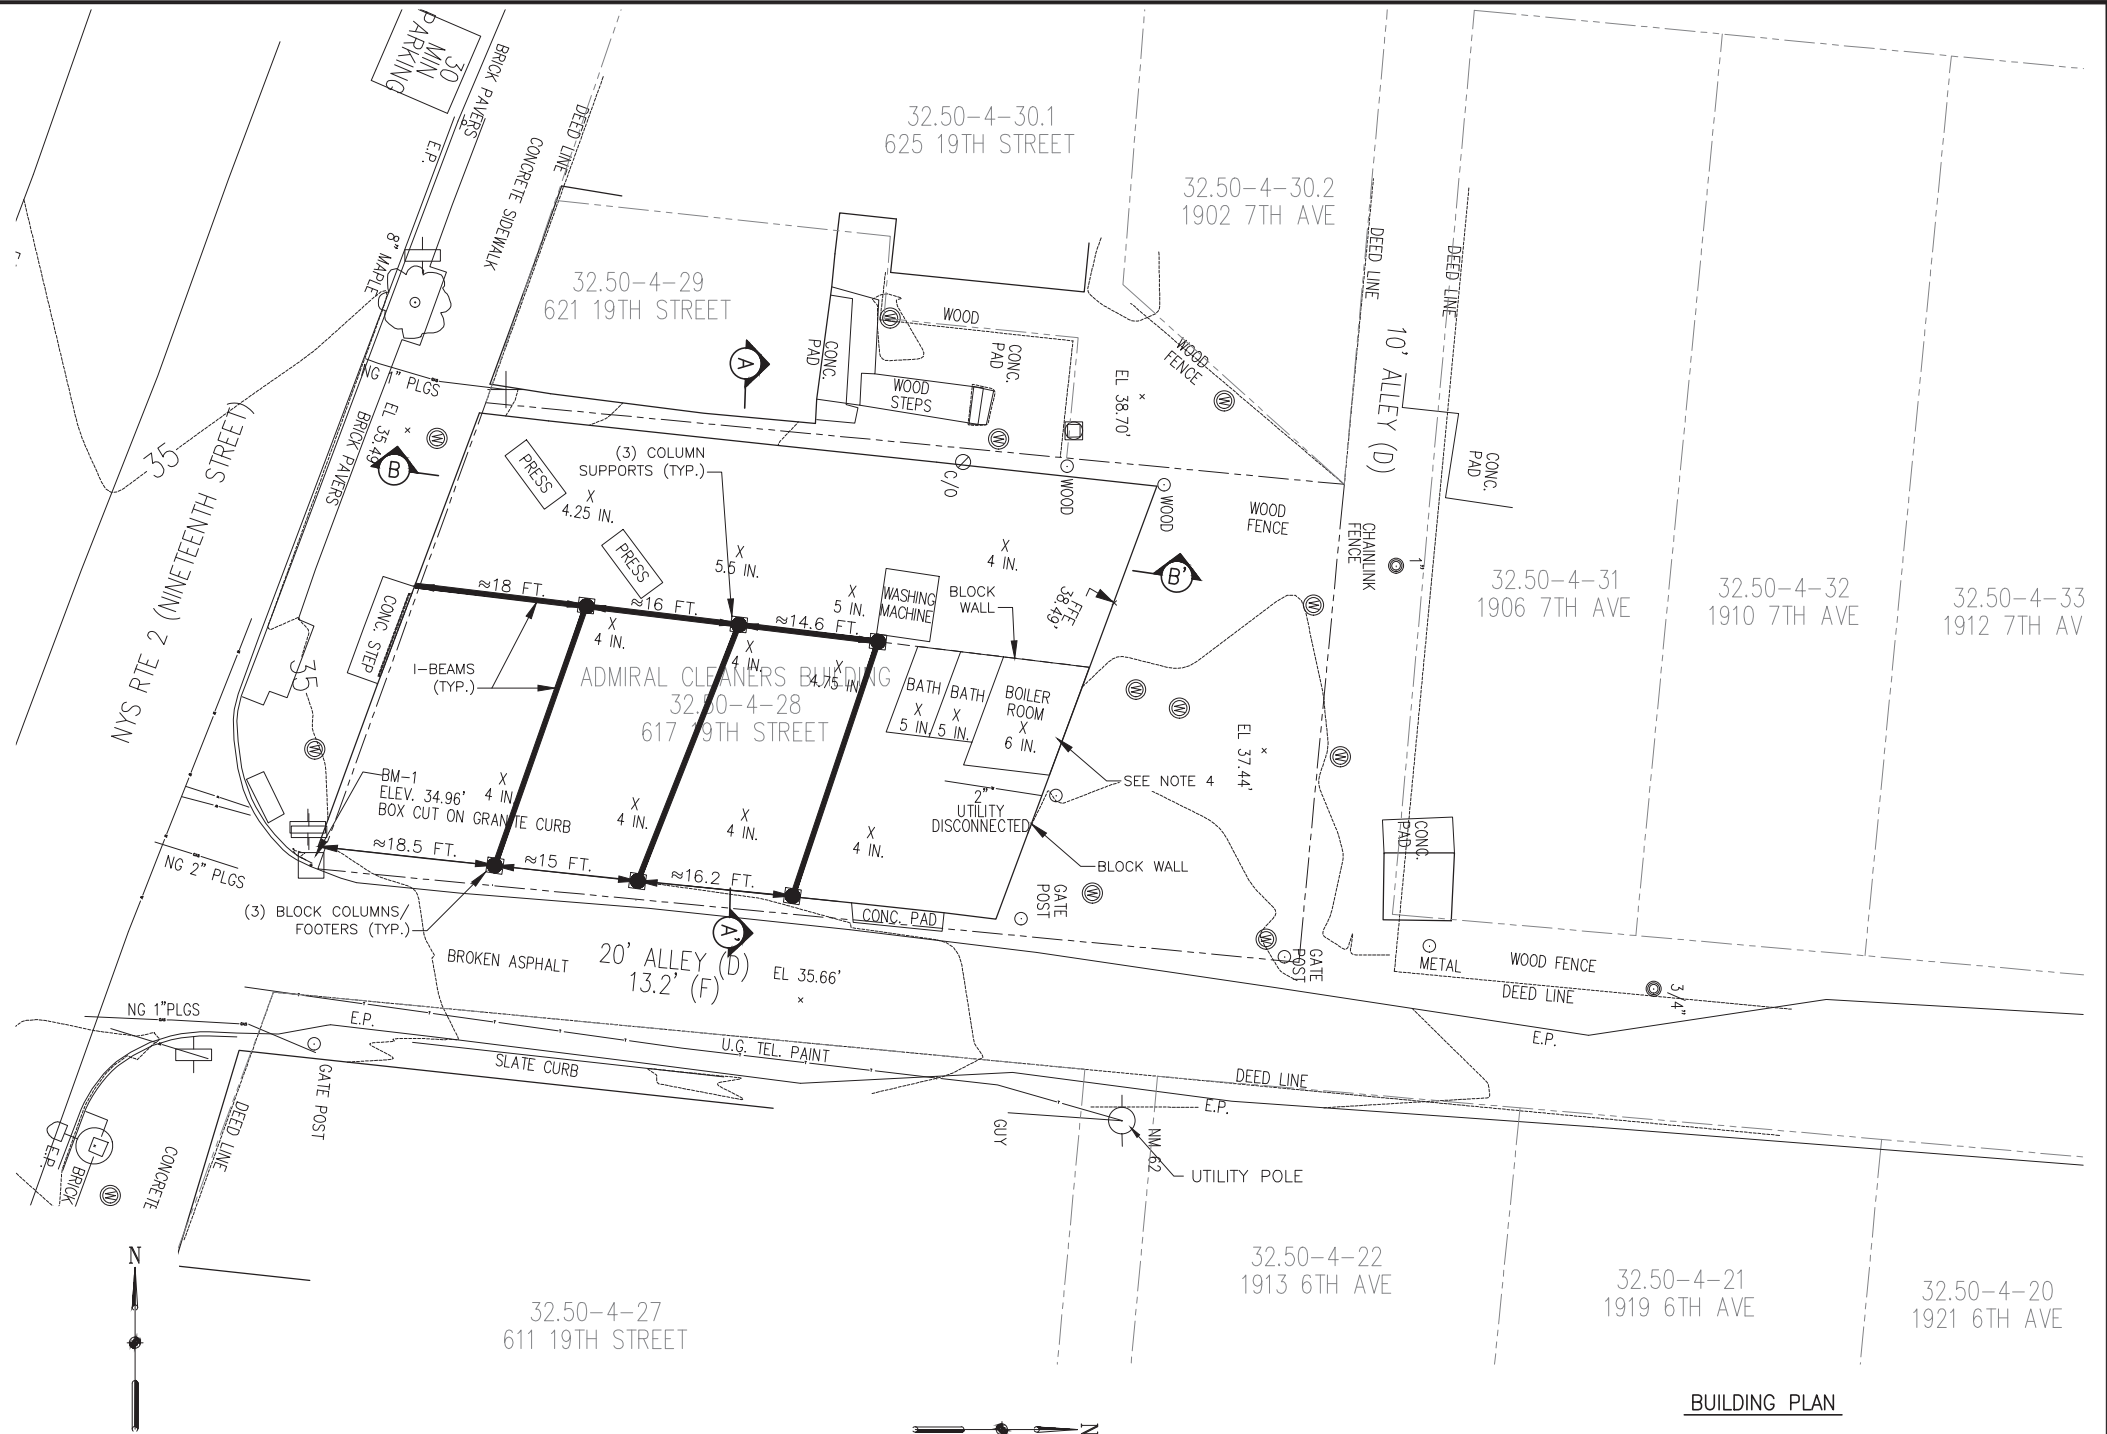 30
MIN
PARKING
BRICK PAVERS
E.P.
DEED LINE
CONCRETE SIDEWALK
8" MAPLE
32.50-4-30.1
625 19TH STREET
32.50-4-30.2
1902 7TH AVE
DEED LINE
DEED LINE
32.50-4-29
621 19TH STREET
WOOD
CONC.
PAD
CONC.
PAD
WOOD
STEPS
WOOD
FENCE
10' ALLEY (D)
EL 38.70'
A
NG 1" PLGS
EL 35.49
BRICK PAVERS
B
35
NYS RTE 2 (NINETEENTH STREET)
(3) COLUMN
SUPPORTS (TYP.)
PRESS
X
4.25 IN.
PRESS
X
5.5 IN.
C/O
WOOD
WOOD
WOOD
FENCE
CHAINLINK
FENCE
CONC.
PAD
1"
X
4 IN.
B'
FFE
38.49'
X
5 IN.
WASHING
MACHINE
BLOCK
WALL
≈18 FT.
≈16 FT.
≈14.6 FT.
CONC. STEP
I-BEAMS
(TYP.)
X
4 IN.
X
4 IN.
X
4.75 IN
ADMIRAL CLEANERS BUILDING
32.50-4-28
617 19TH STREET
BATH
X
5 IN.
BATH
X
5 IN.
BOILER
ROOM
X
6 IN.
32.50-4-31
1906 7TH AVE
32.50-4-32
1910 7TH AVE
32.50-4-33
1912 7TH AV
35
EL 37.44'
SEE NOTE 4
BM-1
ELEV. 34.96'
BOX CUT ON GRANITE CURB
X
4 IN
X
4 IN.
X
4 IN.
X
4 IN.
2"
UTILITY
DISCONNECTED
BLOCK WALL
CONC.
PAD
≈18.5 FT.
≈15 FT.
≈16.2 FT.
NG 2" PLGS
(3) BLOCK COLUMNS/
FOOTERS (TYP.)
A'
CONC. PAD
GATE
POST
GATE
POST
METAL
WOOD FENCE
DEED LINE
3/4"
BROKEN ASPHALT
20' ALLEY (D)
13.2' (F)
EL 35.66'
NG 1"PLGS
E.P.
U.G. TEL. PAINT
SLATE CURB
E.P.
DEED LINE
E.P.
GATE POST
DEED LINE
CONCRETE
BRICK
E.P.
GUY
NM 62
UTILITY POLE
32.50-4-27
611 19TH STREET
32.50-4-22
1913 6TH AVE
32.50-4-21
1919 6TH AVE
32.50-4-20
1921 6TH AVE
N
N
BUILDING PLAN